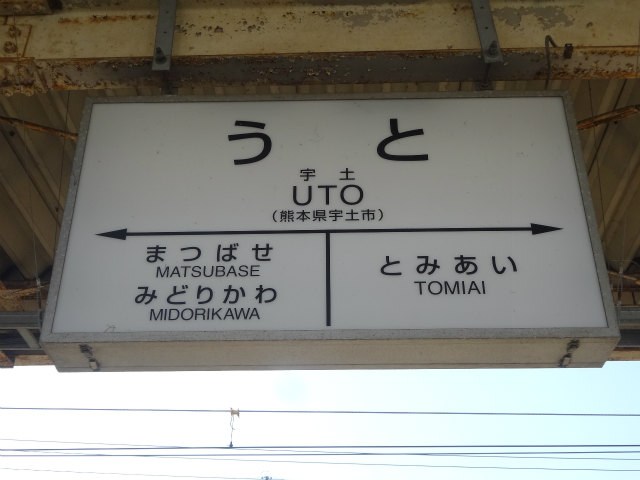 うと
宇土
UTO
(熊本県宇土市)
まつばせ
MATSUBASE
みどりかわ
MIDORIKAWA
とみあい
TOMIAI